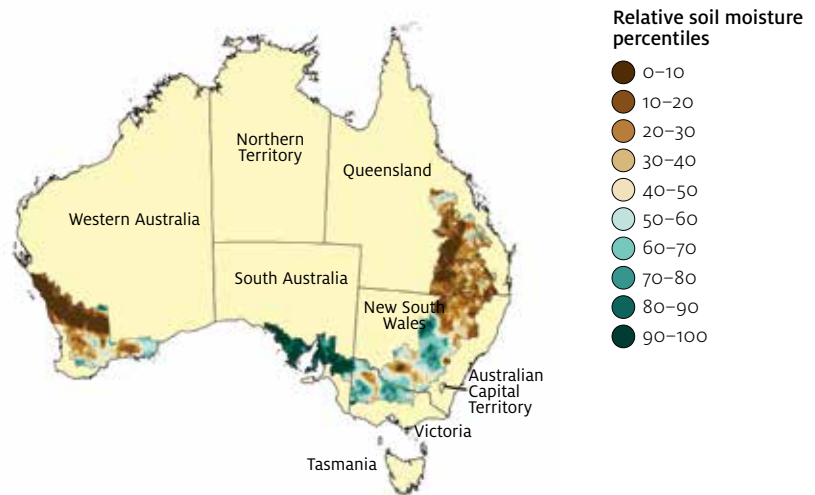 Relative soil moisture
percentiles
0–10
10–20
20–30
30–40
40–50
50–60
60–70
70–80
80–90
90–100
Northern
Territory
Queensland
Western Australia
South Australia
New South
Wales
Australian
Capital
Territory
Victoria
Tasmania